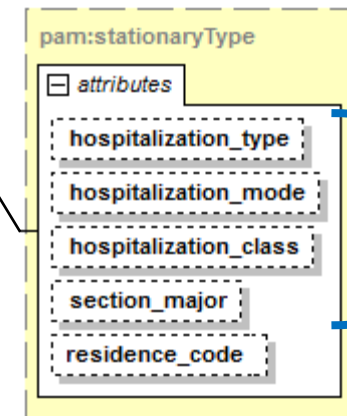 pam:stationaryType
attributes
hospitalization_type
hospitalization_mode
hospitalization_class
section_major
residence_code